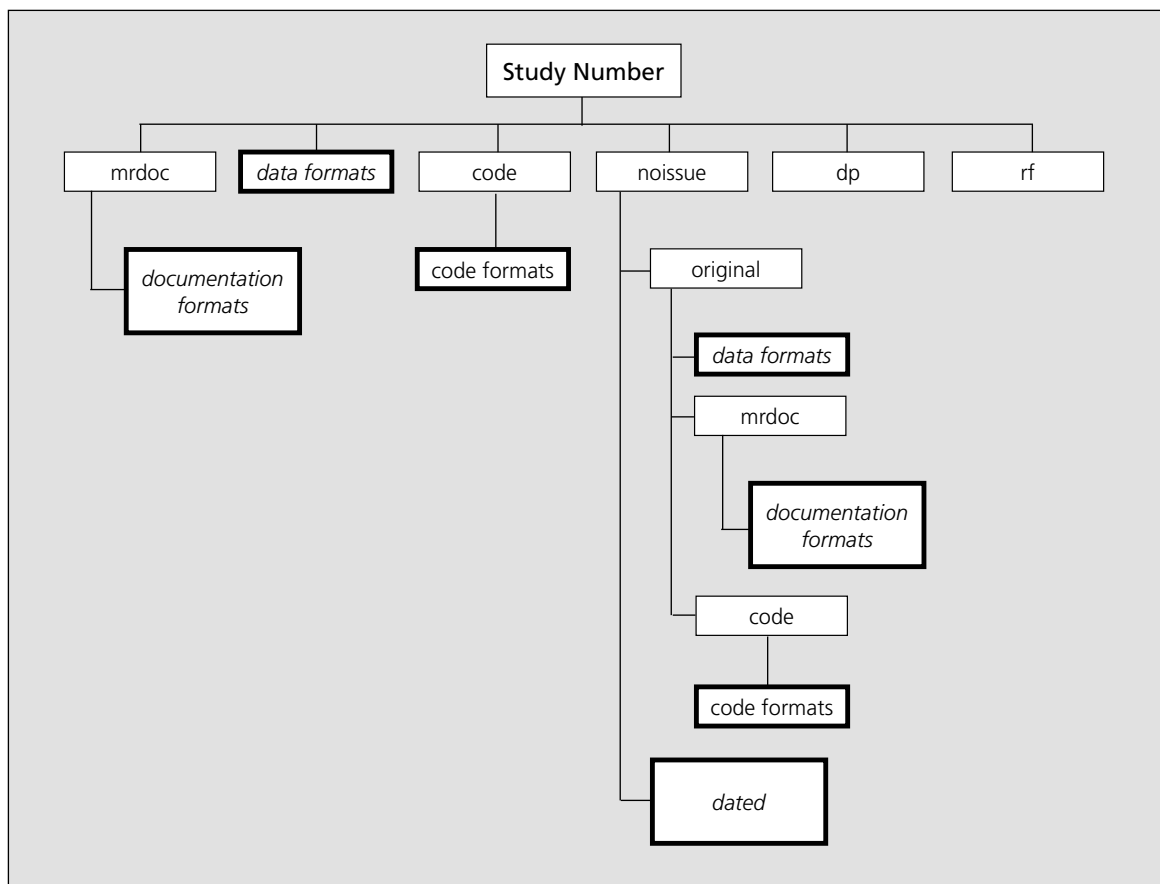 Study Number
mrdoc
data formats
code
noissue
dp
rf
documentation
formats
code formats
original
data formats
mrdoc
documentation
formats
code
code formats
dated